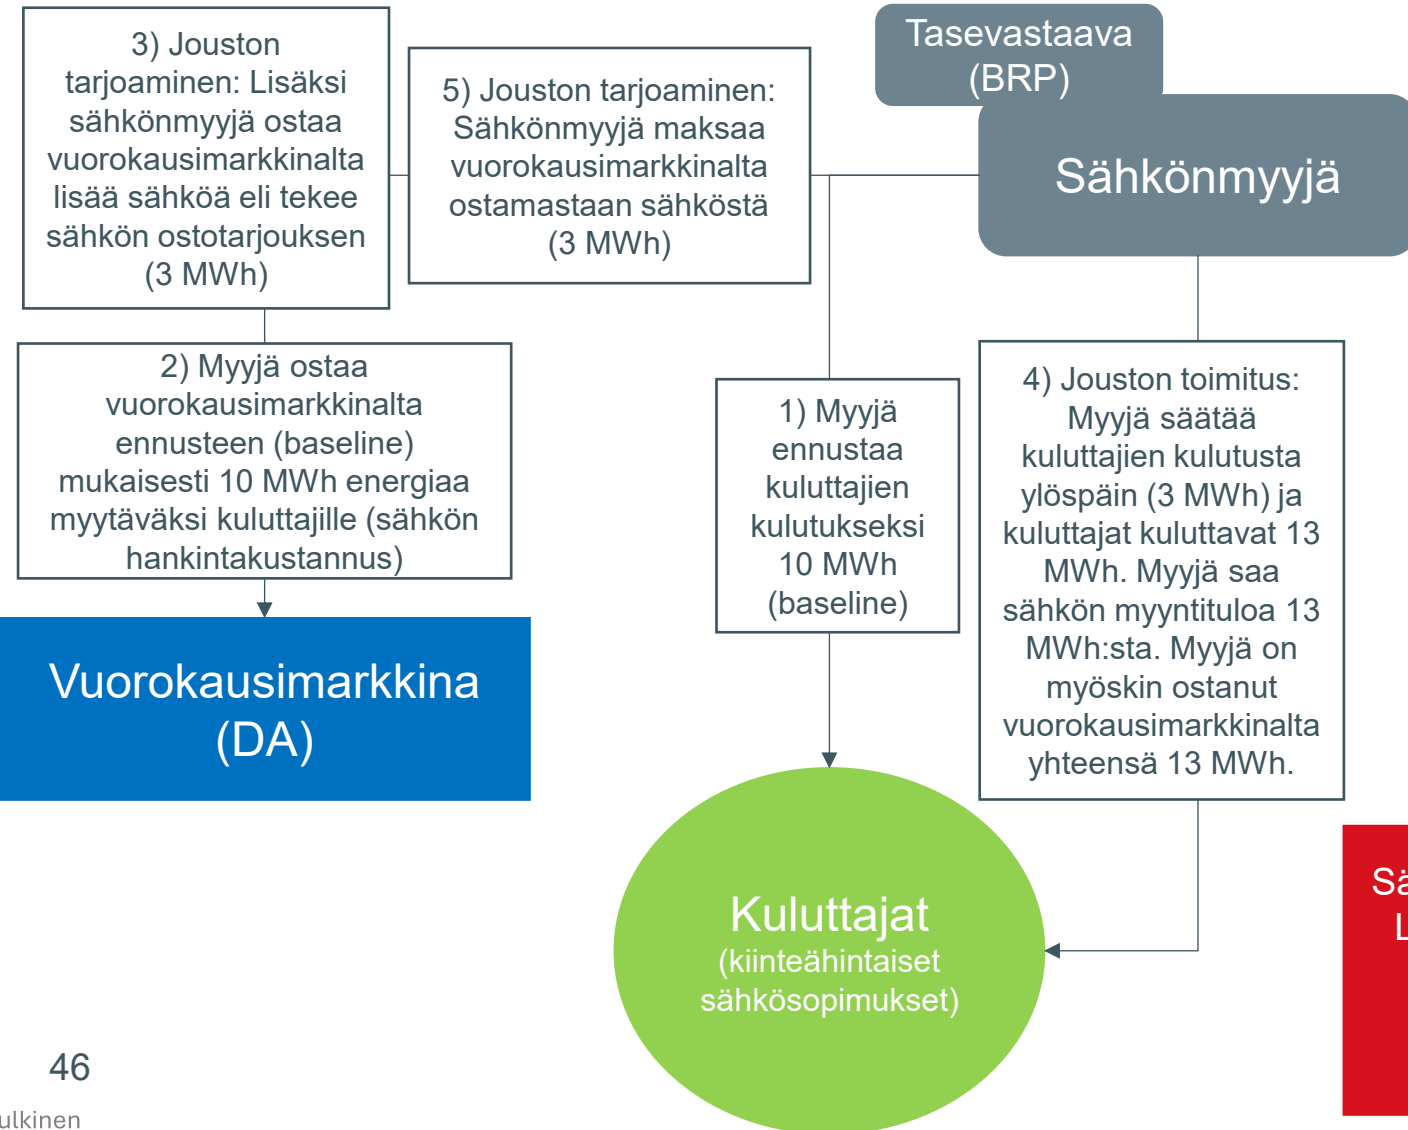 3) Jouston
tarjoaminen: Lisäksi
sähkönmyyjä ostaa
vuorokausimarkkinalta
lisää sähköä eli tekee
sähkön ostotarjouksen
(3 MWh)
5) Jouston tarjoaminen:
Sähkönmyyjä maksaa
vuorokausimarkkinalta
ostamastaan sähköstä
(3 MWh)
Tasevastaava
(BRP)
Sähkönmyyjä
2) Myyjä ostaa
vuorokausimarkkinalta
ennusteen (baseline)
mukaisesti 10 MWh energiaa
myytäväksi kuluttajille (sähkön
hankintakustannus)
1) Myyjä
ennustaa
kuluttajien
kulutukseksi
10 MWh
(baseline)
4) Jouston toimitus:
Myyjä säätää
kuluttajien kulutusta
ylöspäin (3 MWh) ja
kuluttajat kuluttavat 13
MWh. Myyjä saa
sähkön myyntituloa 13
MWh:sta. Myyjä on
myöskin ostanut
vuorokausimarkkinalta
yhteensä 13 MWh.
Vuorokausimarkkina
(DA)
Kuluttajat
(kiinteähintaiset
sähkösopimukset)
Sä
L
46
ulkinen